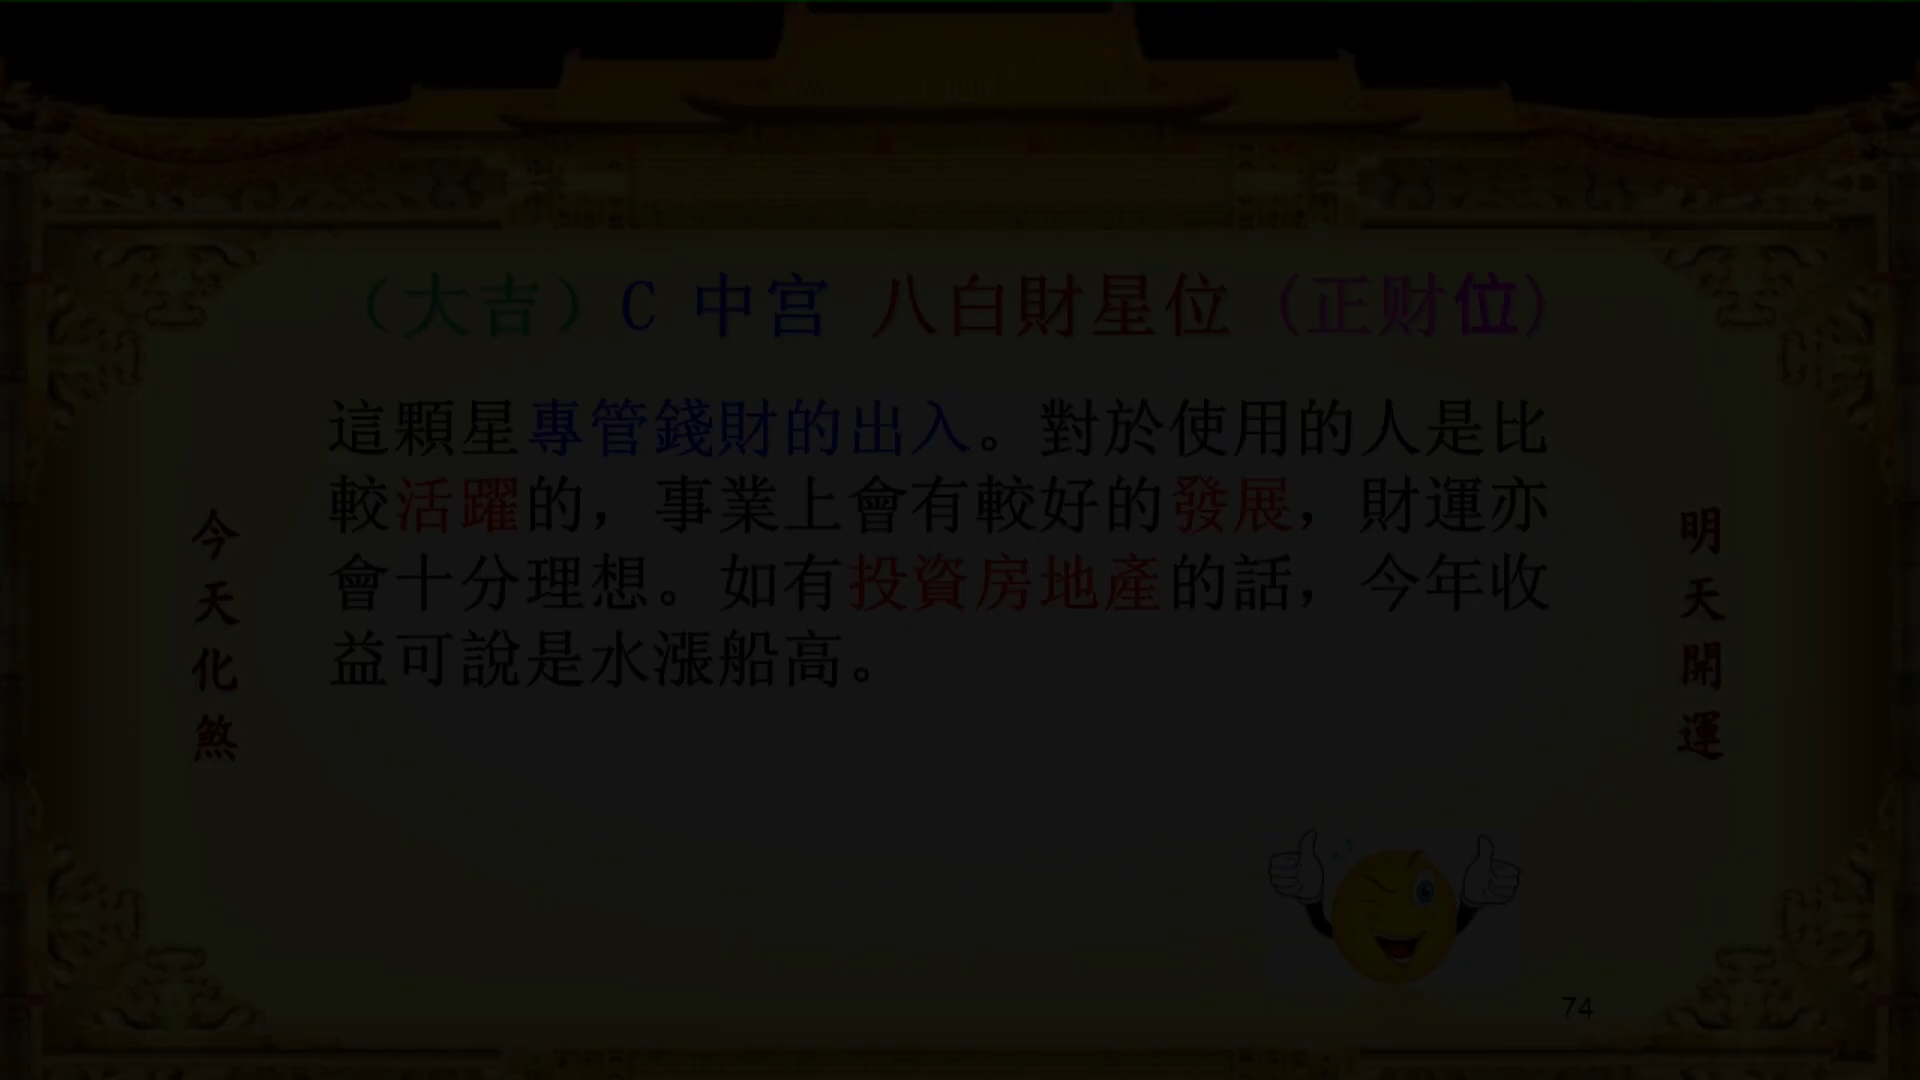 （大吉）C 中宫 八白財星位 (正财位)
這顆星專管錢財的出入。對於使用的人是比
較活躍的，事業上會有較好的發展，財運亦
會十分理想。如有投資房地產的話，今年收
益可說是水漲船高。
今天化煞
明天開運
74